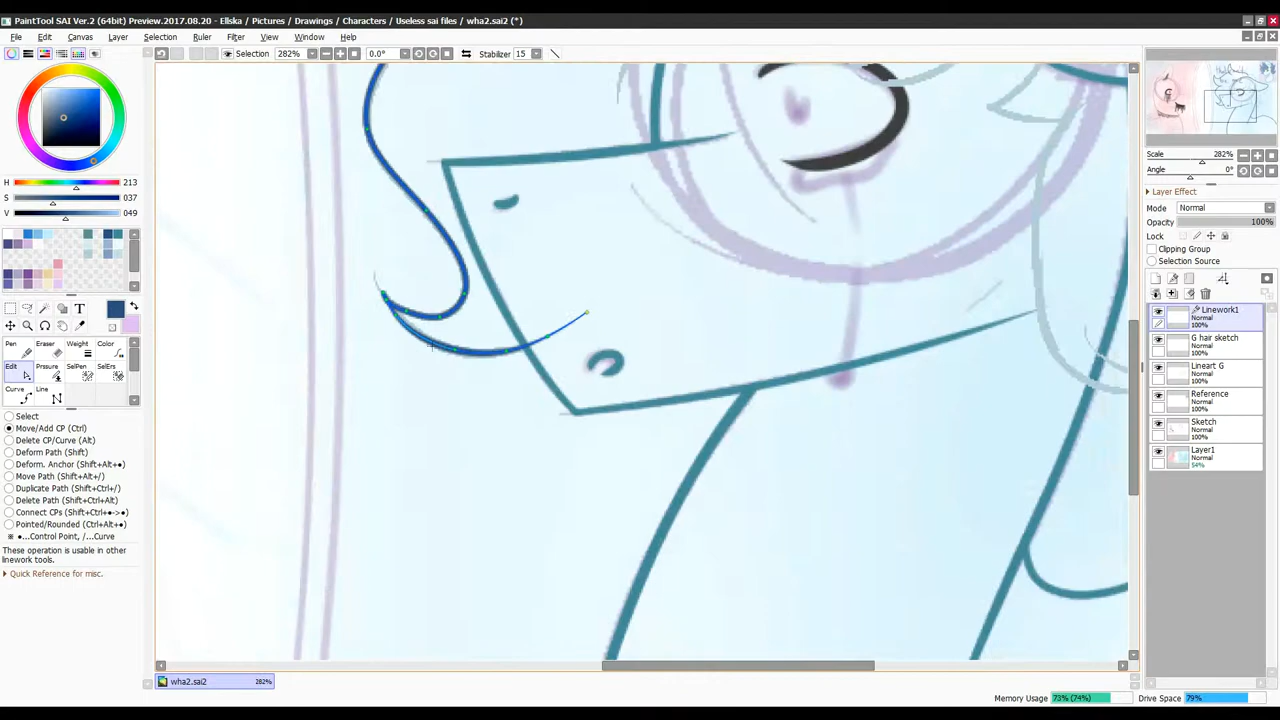 PaintTool SAI Ver.2 (64bit) Preview.2017.08.20 - Eliska / Pictures / Drawings / Characters / Useless sai files / wha2.sai2 (*)
File Edit Canvas Layer Selection Ruler Filter View Window Help
Selection 282% 0.0° Stabilizer 15
H 213
S 037
V 049
T
Pen Eraser Weight Color~
Edit Prssure SelPen SelErs
Curve Line
Select
Move/Add CP (Ctrl)
Delete CP/Curve (Alt)
Deform Path (Shift)
Deform. Anchor (Shift+Alt+●)
Move Path (Shift+Alt+/)
Duplicate Path (Shift+Ctrl+/)
Delete Path (Shift+Ctrl+Alt)
Connect CPs (Shift+Ctrl+●->●)
Pointed/Rounded (Ctrl+Alt+●)
※ ●...Control Point, /...Curve
These operation is usable in other
linework tools.
Quick Reference for misc.
wha2.sai2 282%
Scale 282%
Angle 0°
Layer Effect
Mode Normal
Opacity 100%
Lock
Clipping Group
Selection Source
Linework1
Normal
100%
G hair sketch
Normal
100%
Lineart G
Normal
100%
Reference
Normal
100%
Sketch
Normal
100%
Layer1
Normal
54%
Memory Usage 73% (74%) Drive Space 79%